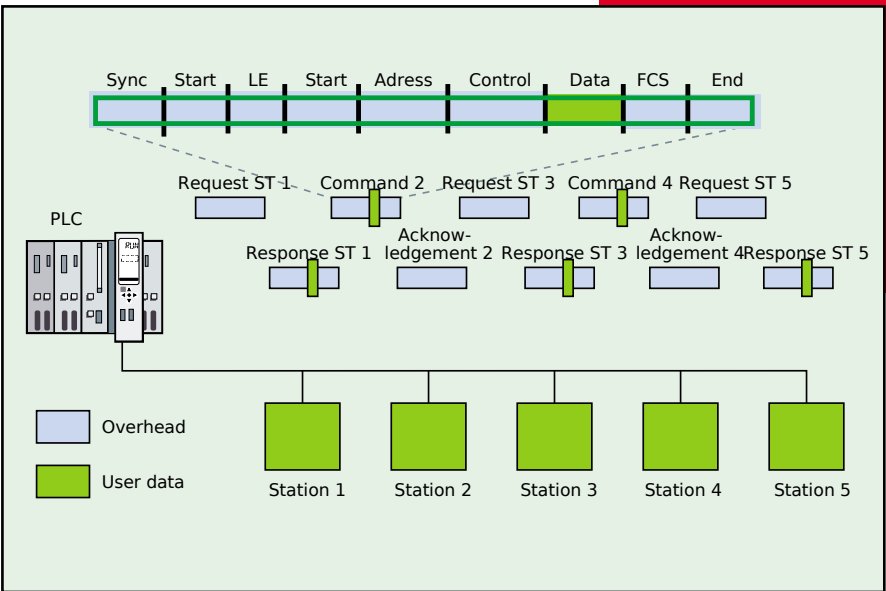 Sync Start LE Start Adress Control Data FCS End
Request ST 1 Command 2 Request ST 3 Command 4 Request ST 5
PLC
Response ST 1 Acknow-
ledgement 2 Response ST 3 Acknow-
ledgement 4 Response ST 5
RUN
Overhead
User data
Station 1 Station 2 Station 3 Station 4 Station 5